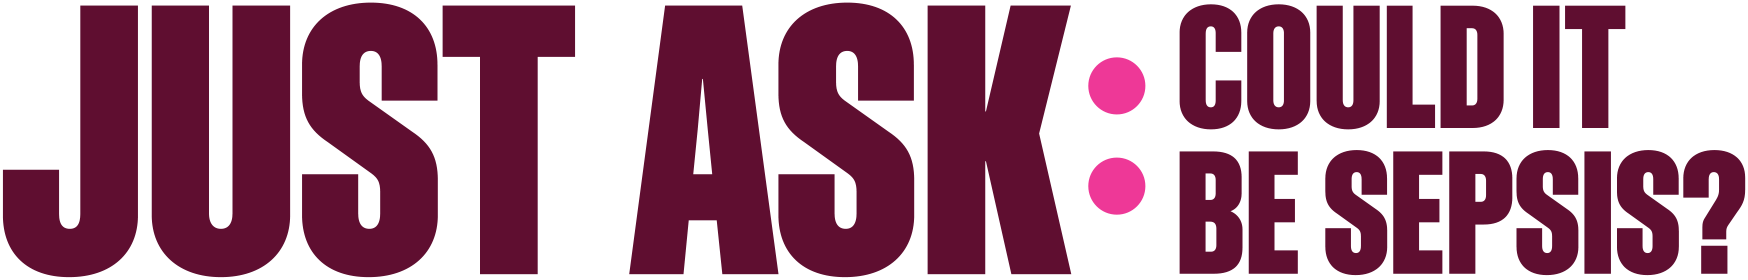 JUST ASK:
COULD IT
BE SEPSIS?